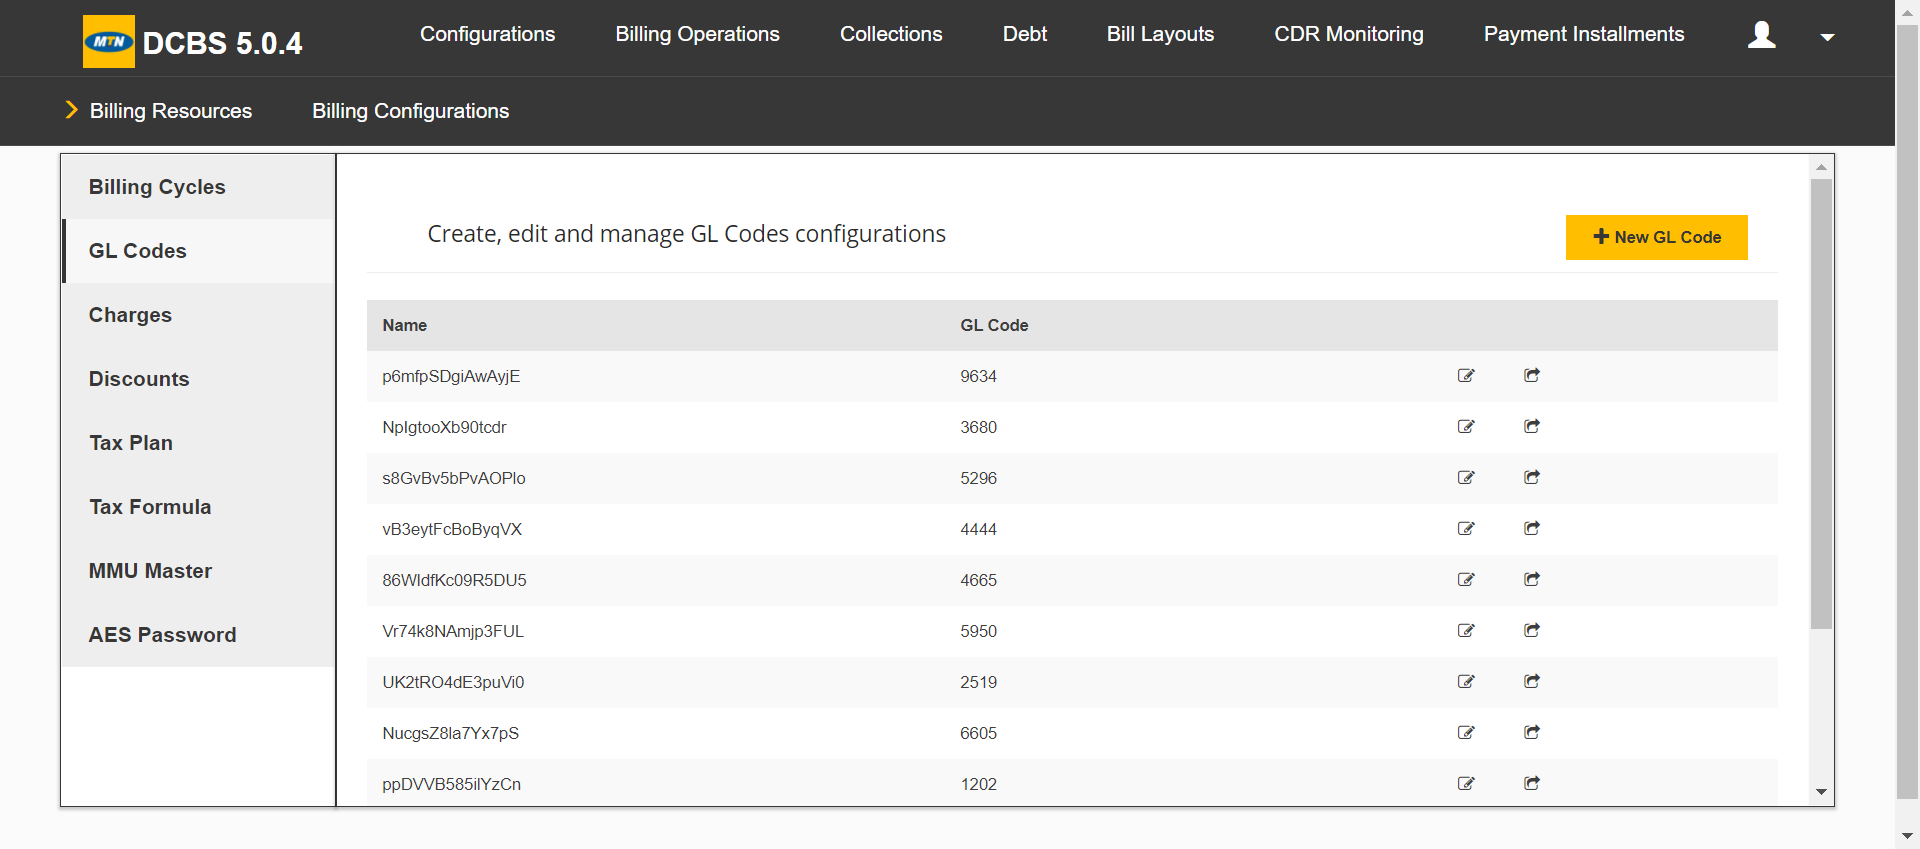 MTN DCBS 5.0.4
Configurations Billing Operations Collections Debt Bill Layouts CDR Monitoring Payment Installments
Billing Resources Billing Configurations
Billing Cycles
GL Codes
Charges
Discounts
Tax Plan
Tax Formula
MMU Master
AES Password
Create, edit and manage GL Codes configurations
New GL Code
Name GL Code
p6mfpSDgiAwAyjE 9634
NpIgtooXb90tcdr 3680
s8GvBv5bPvAOPlo 5296
vB3eytFcBoByqVX 4444
86WIdfKc09R5DU5 4665
Vr74k8NAmjp3FUL 5950
UK2tRO4dE3puVi0 2519
NucgsZ8la7Yx7pS 6605
ppDVVB585ilYzCn 1202